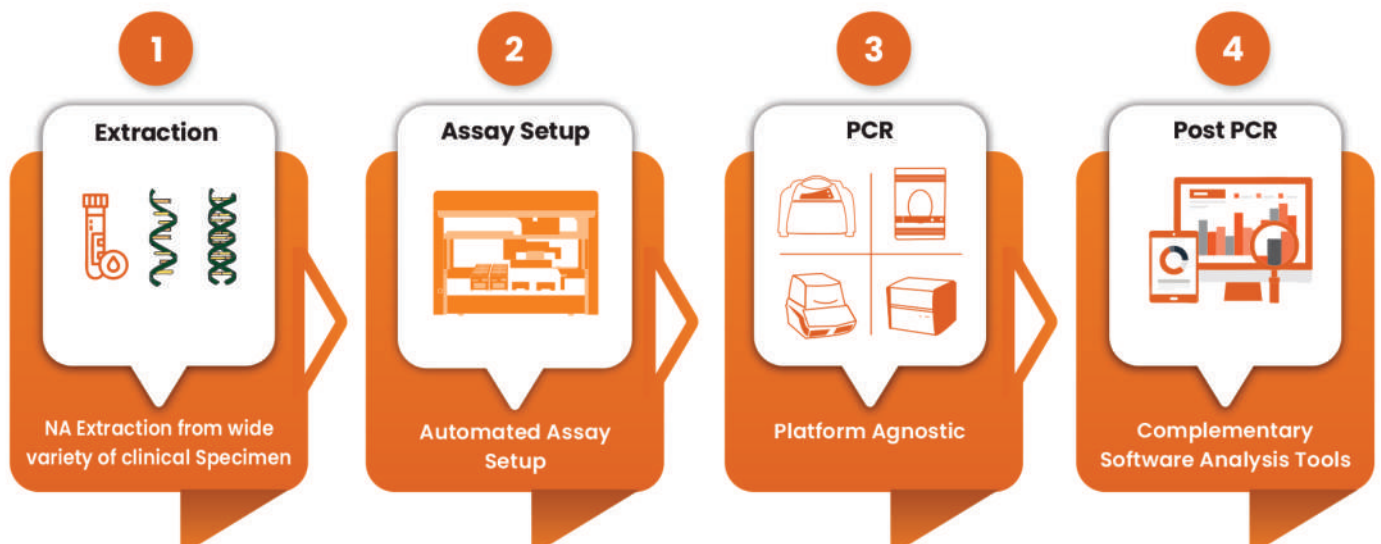 1
Extraction
NA Extraction from wide
variety of clinical Specimen
2
Assay Setup
Automated Assay
Setup
3
PCR
Platform Agnostic
4
Post PCR
Complementary
Software Analysis Tools